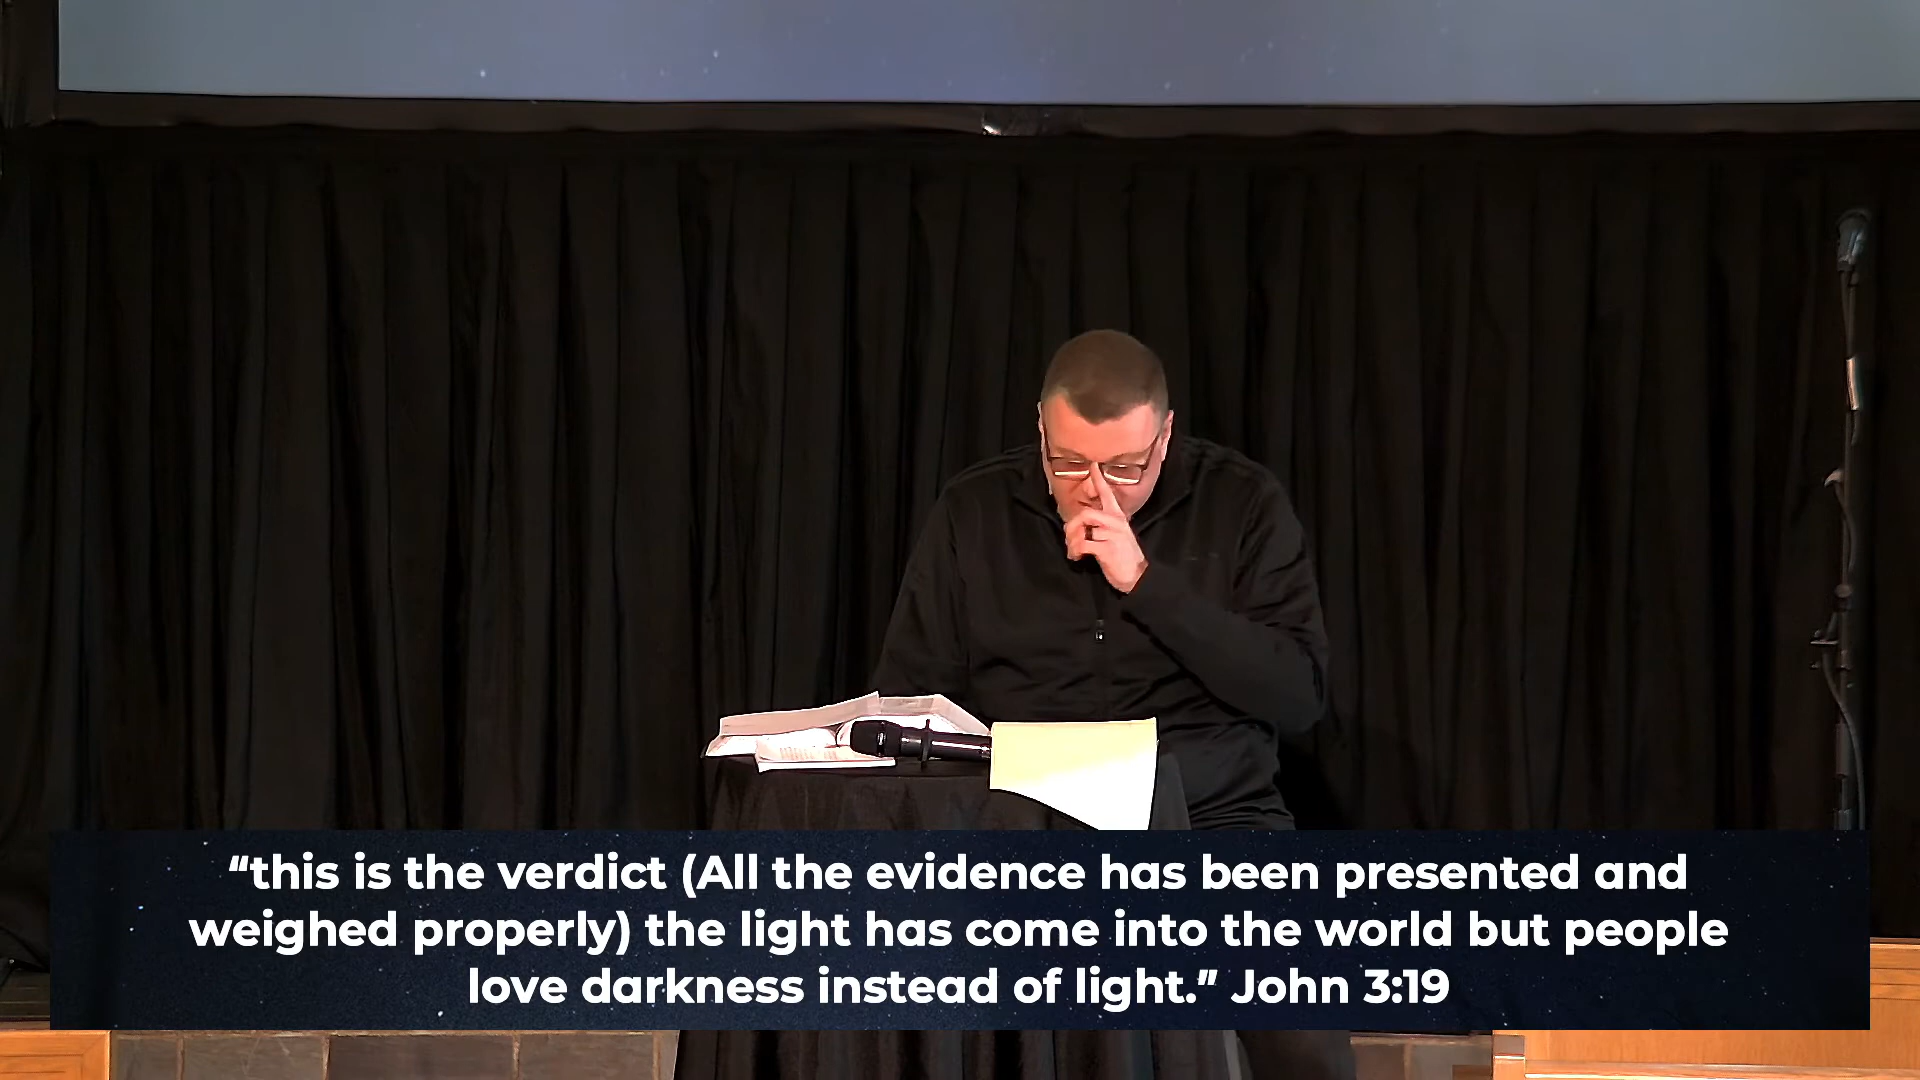 “this is the verdict (All the evidence has been presented and
weighed properly) the light has come into the world but people
love darkness instead of light.” John 3:19